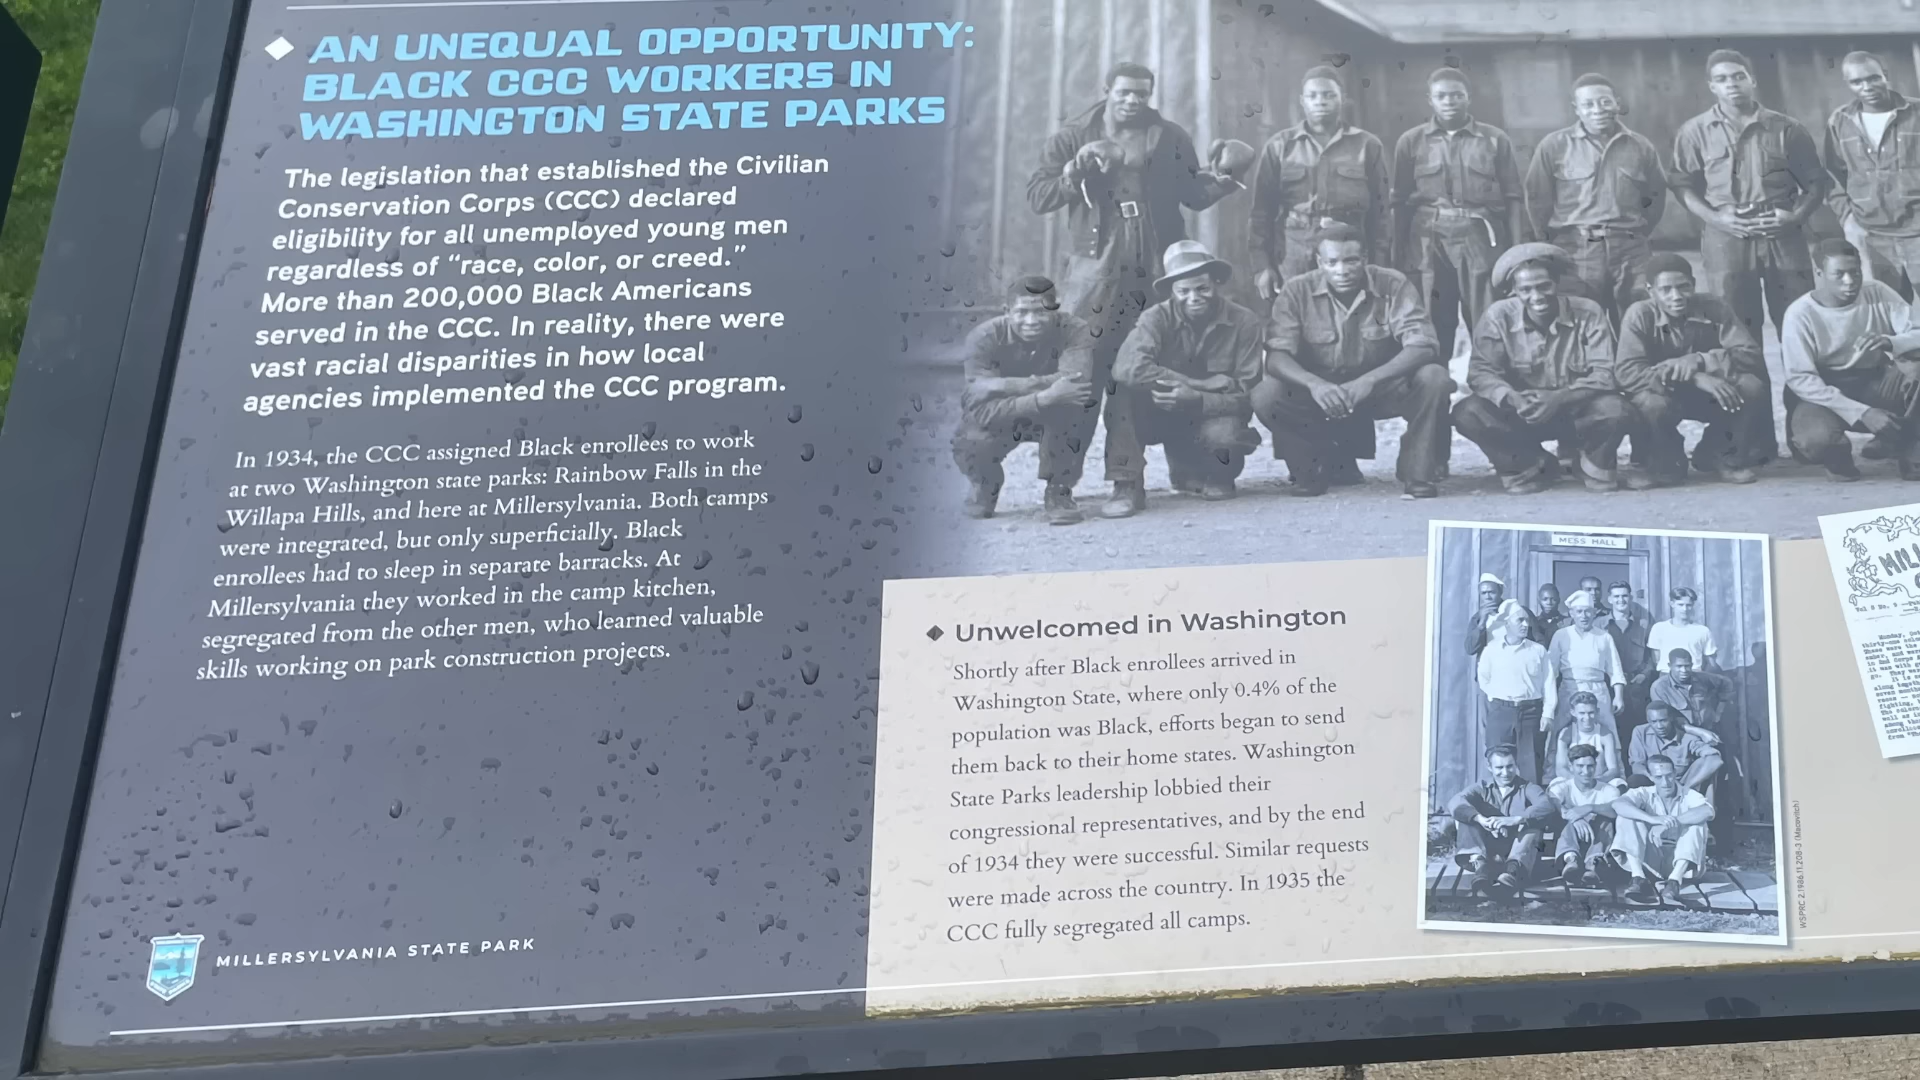 AN UNEQUAL OPPORTUNITY:
BLACK CCC WORKERS IN
WASHINGTON STATE PARKS
The legislation that established the Civilian
Conservation Corps (CCC) declared
eligibility for all unemployed young men
regardless of “race, color, or creed.”
More than 200,000 Black Americans
served in the CCC. In reality, there were
vast racial disparities in how local
agencies implemented the CCC program.
In 1934, the CCC assigned Black enrollees to work
at two Washington state parks: Rainbow Falls in the
Willapa Hills, and here at Millersylvania. Both camps
were integrated, but only superficially. Black
enrollees had to sleep in separate barracks. At
Millersylvania they worked in the camp kitchen,
segregated from the other men, who learned valuable
skills working on park construction projects.
MILLERSYLVANIA STATE PARK
Unwelcomed in Washington
Shortly after Black enrollees arrived in
Washington State, where only 0.4% of the
population was Black, efforts began to send
them back to their home states. Washington
State Parks leadership lobbied their
congressional representatives, and by the end
of 1934 they were successful. Similar requests
were made across the country. In 1935 the
CCC fully segregated all camps.
MESS HALL
WSPRC 2.1986.11.208-3 (Macovitch)